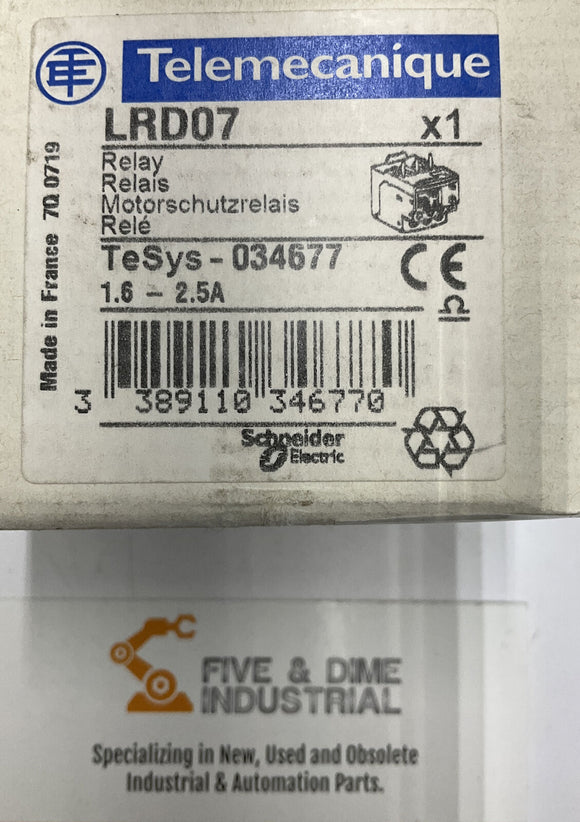 Telemecanique
LRD07 x1
Relay
Relais
Motorschutzrelais
Relé
TeSys - 034677
1.6 - 2.5A
CE
Made in France 7Q 0719
3 389110 346770
Schneider
Electric
FIVE & DIME
INDUSTRIAL
Specializing in New, Used and Obsolete
Industrial & Automation Parts.